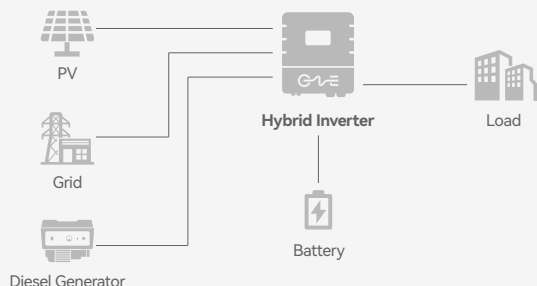 PV
Hybrid Inverter
Load
Grid
Battery
Diesel Generator